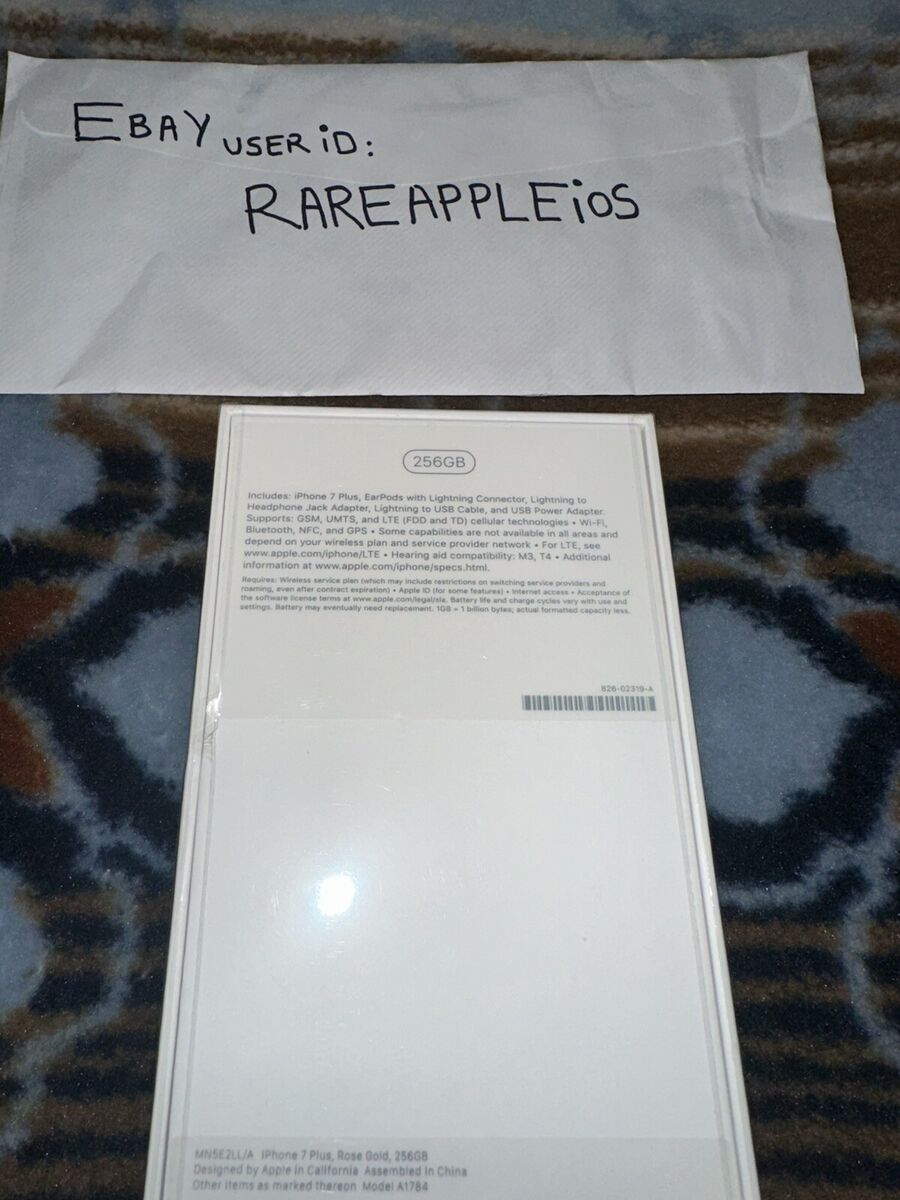 EBAY USER iD:
RAREAPPLEiOS
256GB
Includes: iPhone 7 Plus, EarPods with Lightning Connector, Lightning to
Headphone Jack Adapter, Lightning to USB Cable, and USB Power Adapter.
Supports: GSM, UMTS, and LTE (FDD and TD) cellular technologies • Wi-Fi,
Bluetooth, NFC, and GPS • Some capabilities are not available in all areas and
depend on your wireless plan and service provider network • For LTE, see
www.apple.com/iphone/LTE • Hearing aid compatibility: M3, T4 • Additional
information at www.apple.com/iphone/specs.html.
Requires: Wireless service plan (which may include restrictions on switching service providers and
roaming, even after contract expiration) • Apple ID (for some features) • Internet access • Acceptance of
the software license terms at www.apple.com/legal/sla. Battery life and charge cycles vary with use and
settings. Battery may eventually need replacement. 1GB = 1 billion bytes; actual formatted capacity less.
826-02319-A
MN5E2LL/A iPhone 7 Plus, Rose Gold, 256GB
Designed by Apple in California Assembled in China
Other items as marked thereon Model A1784